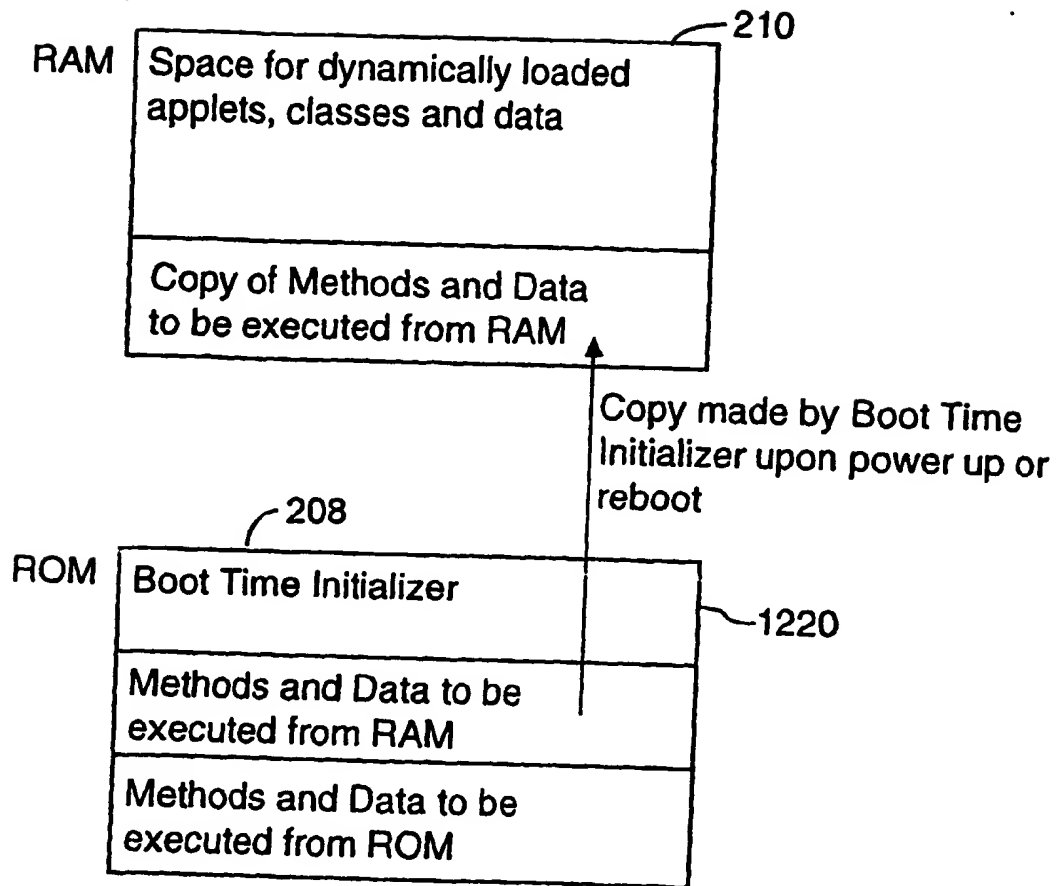 210
RAM
Space for dynamically loaded
applets, classes and data
Copy of Methods and Data
to be executed from RAM
Copy made by Boot Time
Initializer upon power up or
reboot
208
ROM
Boot Time Initializer
1220
Methods and Data to be
executed from RAM
Methods and Data to be
executed from ROM